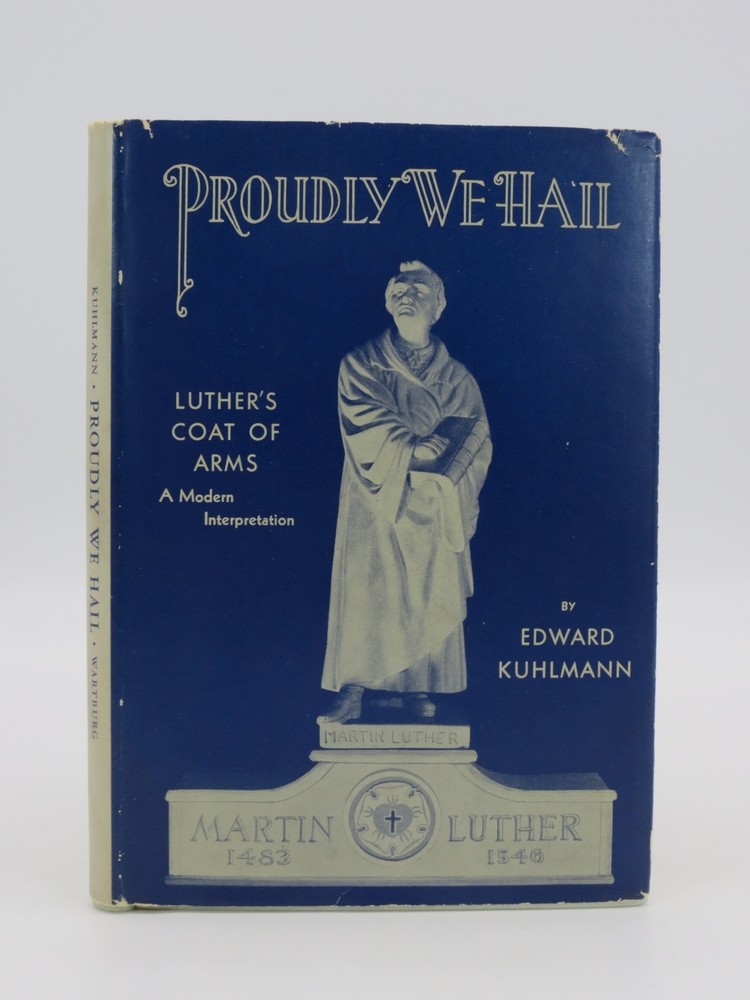 PROUDLY WE HAIL
LUTHER'S
COAT OF
ARMS
A Modern
Interpretation
BY
EDWARD
KUHLMANN
MARTIN LUTHER
MARTIN LUTHER
1483 1546
KUHLMANN · PROUDLY WE HAIL · WARTBURG